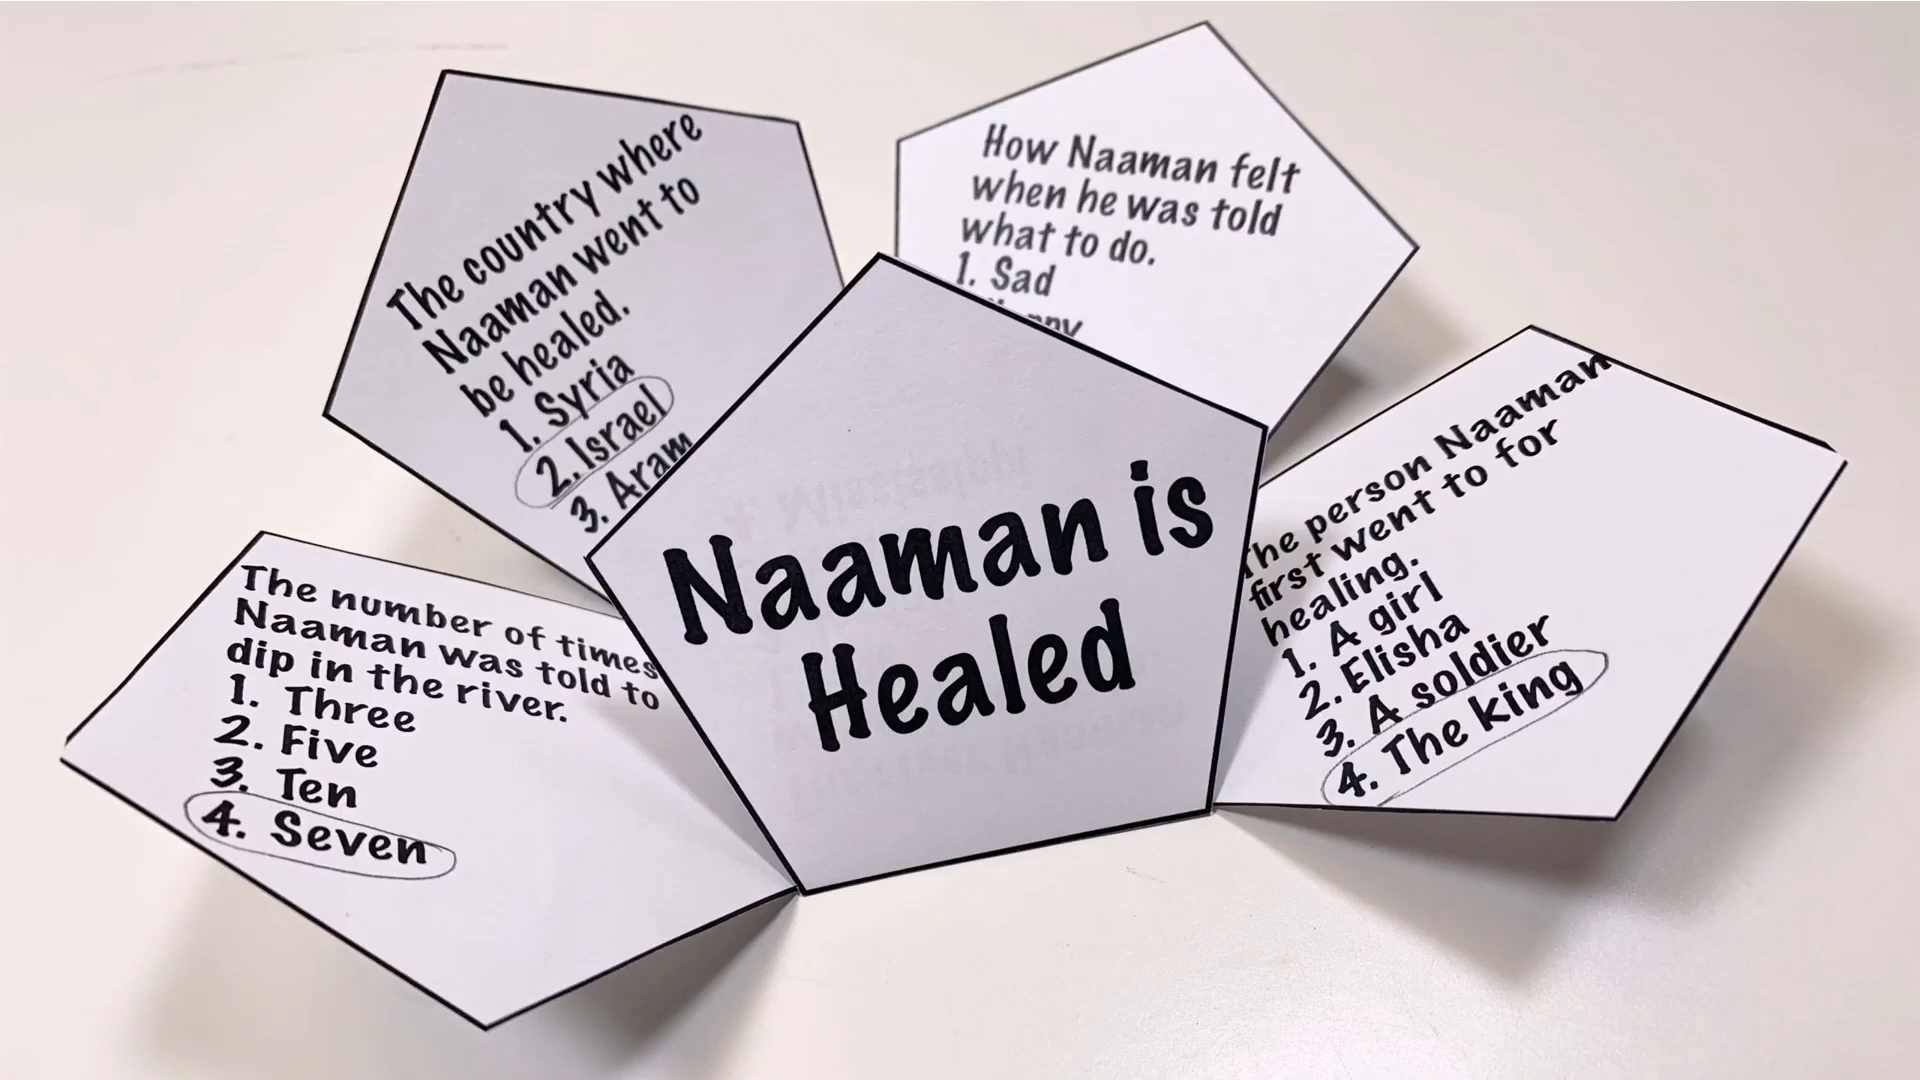 The country where
Naaman went to
be healed.
1. Syria
2. Israel
3. Aram
How Naaman felt
when he was told
what to do.
1. Sad
Naaman is
Healed
The number of times
Naaman was told to
dip in the river.
1. Three
2. Five
3. Ten
4. Seven
The person Naaman
first went to for
healing.
1. A girl
2. Elisha
3. A soldier
4. The king